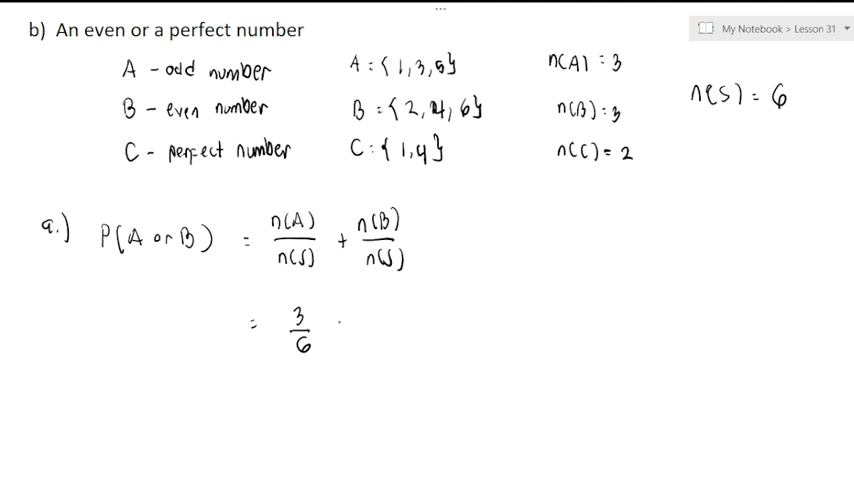 ...
b) An even or a perfect number
My Notebook > Lesson 31
A - odd number A = { 1, 3, 5 } n(A) = 3
B - even number B = { 2, 4, 6 } n(B) = 3 n(S) = 6
C - perfect number C = { 1, 4 } n(C) = 2
a.) P(A or B) = n(A)/n(S) + n(B)/n(S)
= 3/6